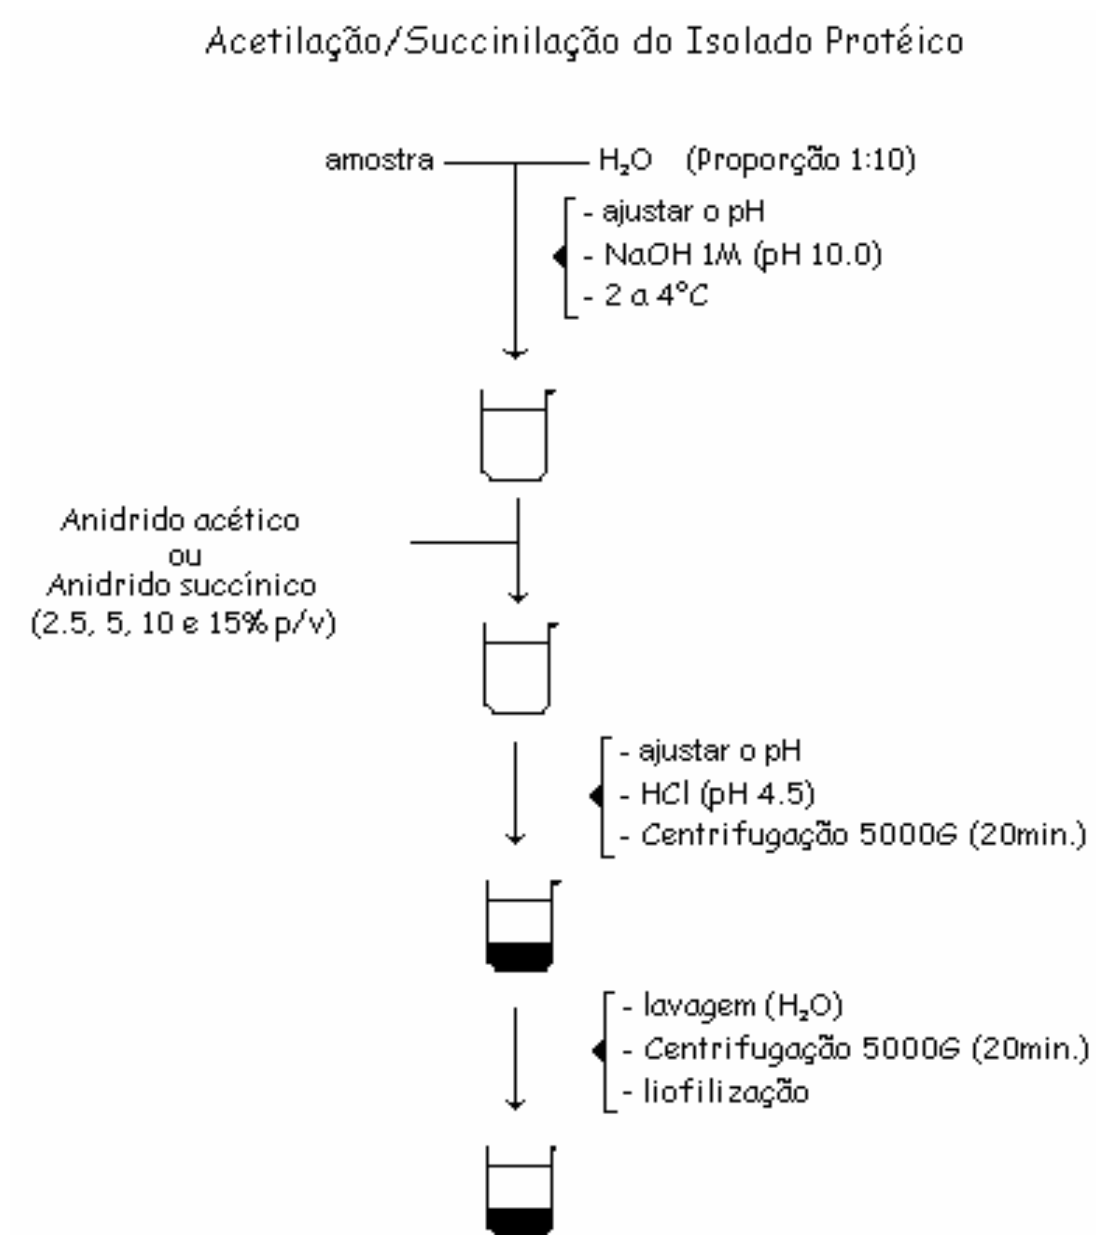 Acetilação/Succinilação do Isolado Protéico
amostra H₂O (Proporção 1:10)
- ajustar o pH
- NaOH 1M (pH 10.0)
- 2 a 4°C
Anidrido acético
ou
Anidrido succínico
(2.5, 5, 10 e 15% p/v)
- ajustar o pH
- HCl (pH 4.5)
- Centrifugação 5000G (20min.)
- lavagem (H₂O)
- Centrifugação 5000G (20min.)
- liofilização